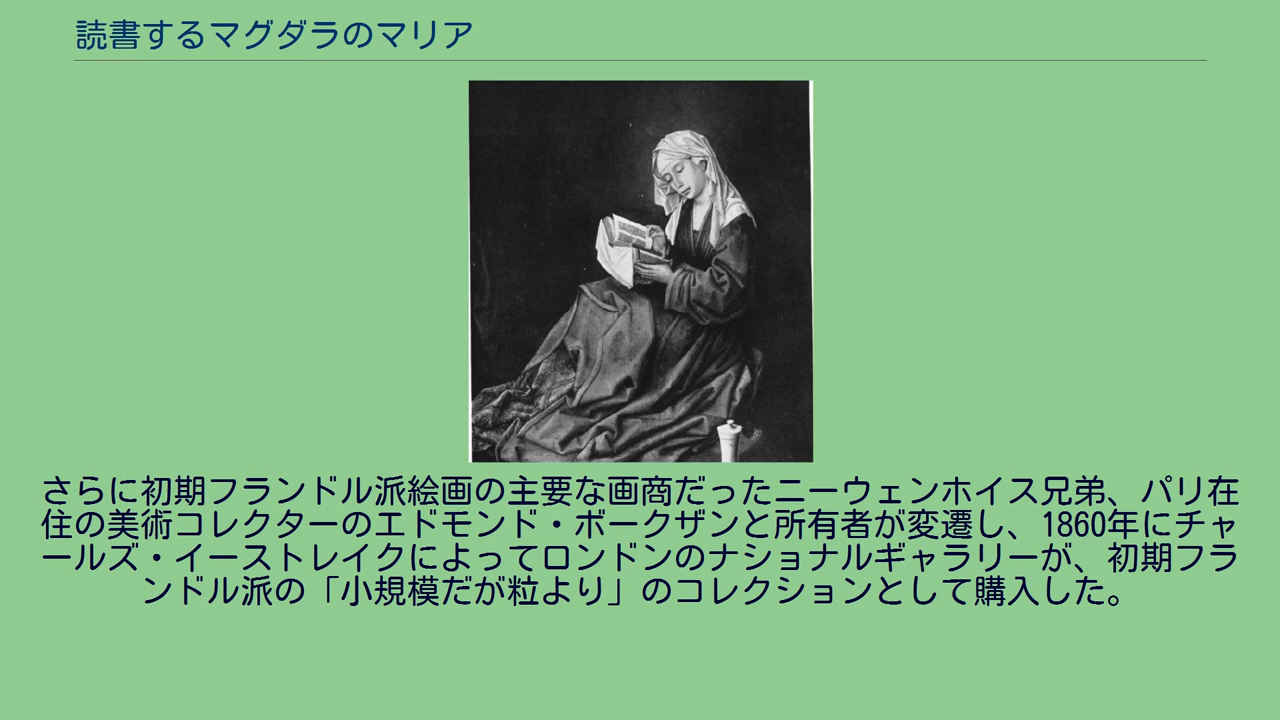 読書するマグダラのマリア
さらに初期フランドル派絵画の主要な画商だったニーウェンホイス兄弟、パリ在
住の美術コレクターのエドモンド・ボークザンと所有者が変遷し、1860年にチャ
ールズ・イーストレイクによってロンドンのナショナルギャラリーが、初期フラ
ンドル派の「小規模だが粒より」のコレクションとして購入した。